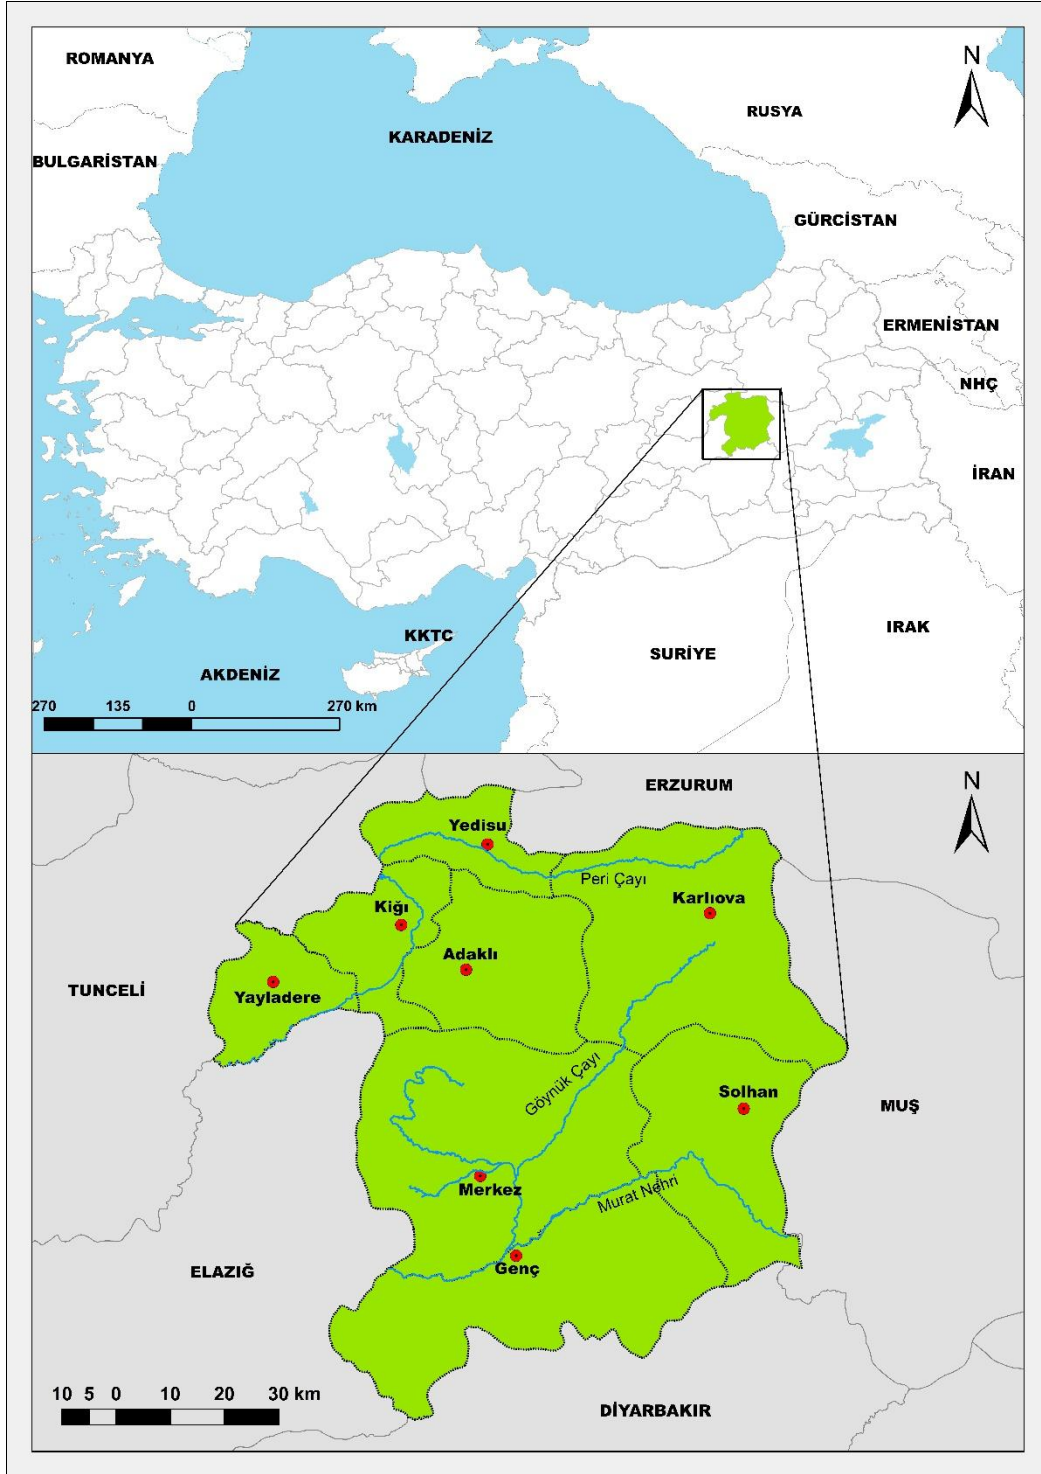 ROMANYA
N
RUSYA
KARADENİZ
BULGARİSTAN
GÜRCİSTAN
ERMENİSTAN
NHÇ
İRAN
KKTC
IRAK
SURİYE
AKDENİZ
270 135 0 270 km
N
ERZURUM
Yedisu
Peri Çayı
Karlıova
Kiğı
Adaklı
TUNCELİ
Yayladere
Göynük Çayı
Solhan
MUŞ
Merkez
Murat Nehri
Genç
ELAZIĞ
10 5 0 10 20 30 km
DİYARBAKIR